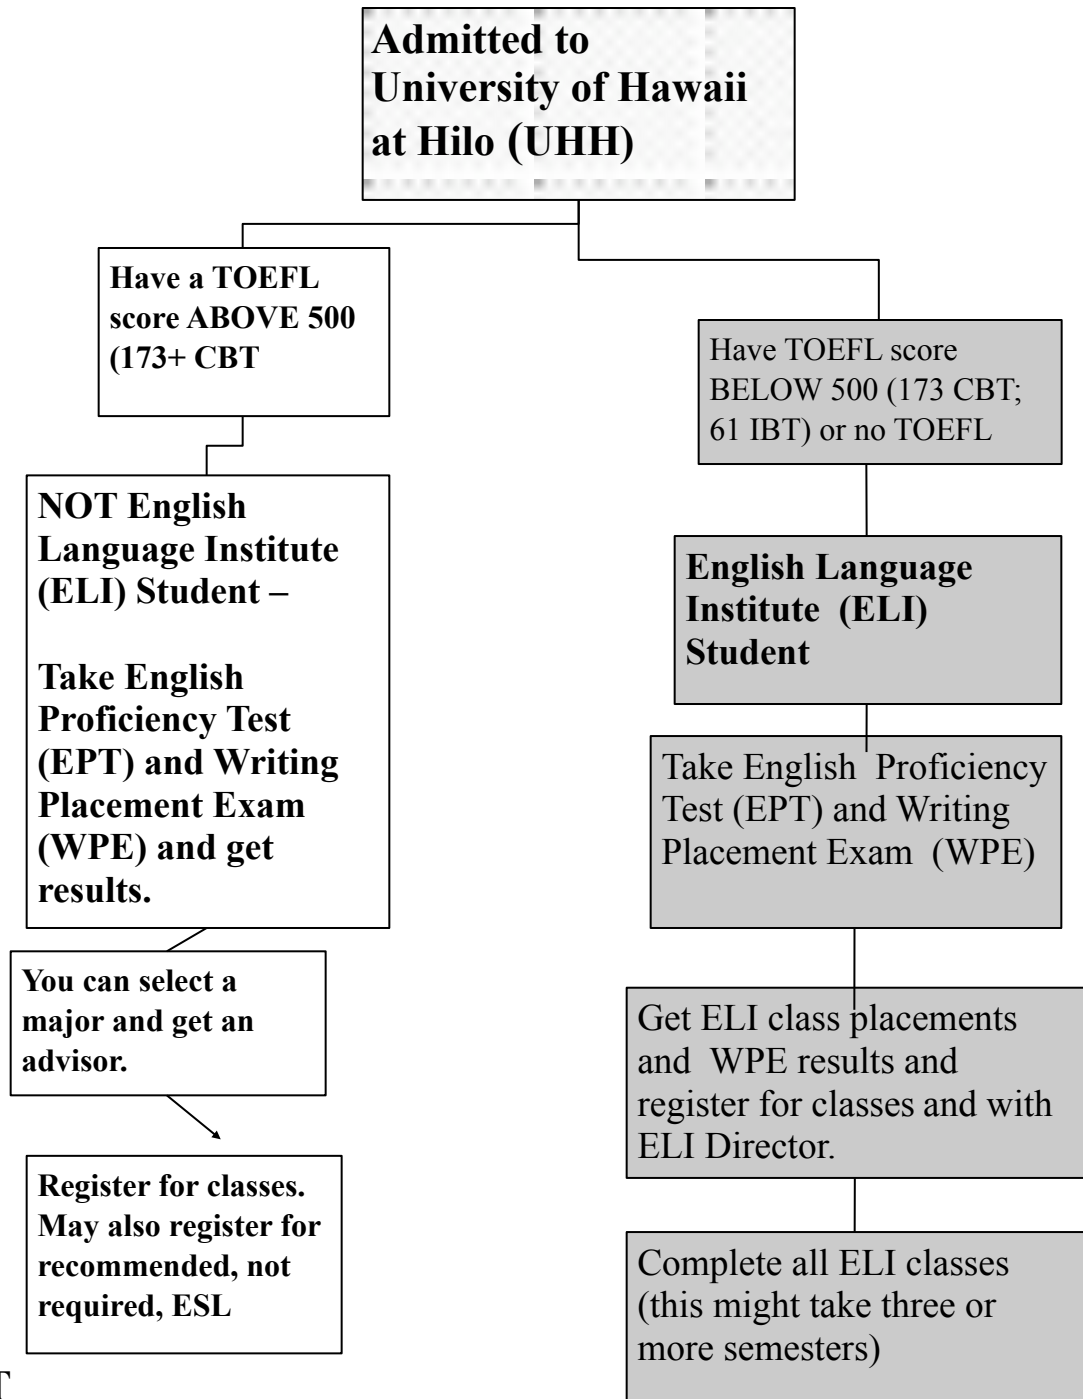 Admitted to
University of Hawaii
at Hilo (UHH)
Have a TOEFL
score ABOVE 500
(173+ CBT
NOT English
Language Institute
(ELI) Student –
Take English
Proficiency Test
(EPT) and Writing
Placement Exam
(WPE) and get
results.
You can select a
major and get an
advisor.
Register for classes.
May also register for
recommended, not
required, ESL
Have TOEFL score
BELOW 500 (173 CBT;
61 IBT) or no TOEFL
English Language
Institute (ELI)
Student
Take English Proficiency
Test (EPT) and Writing
Placement Exam (WPE)
Get ELI class placements
and WPE results and
register for classes and with
ELI Director.
Complete all ELI classes
(this might take three or
more semesters)